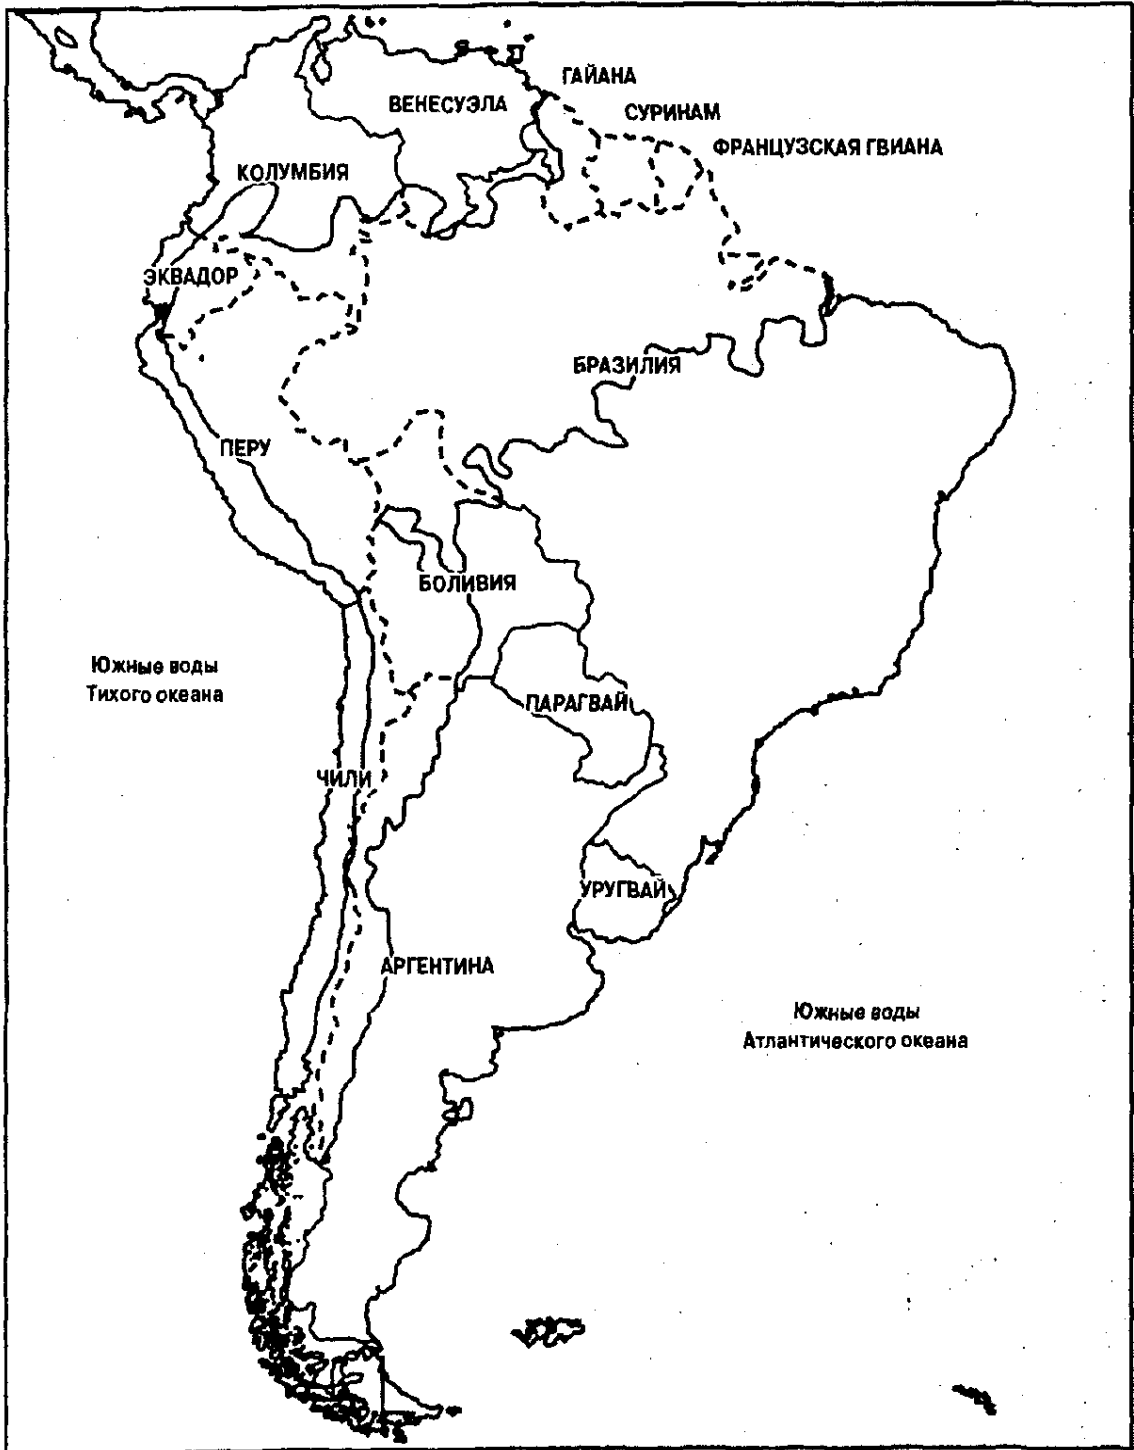 ГАЙАНА
ВЕНЕСУЭЛА
СУРИНАМ
ФРАНЦУЗСКАЯ ГВИАНА
КОЛУМБИЯ
ЭКВАДОР
БРАЗИЛИЯ
ПЕРУ
БОЛИВИЯ
Южные воды
Тихого океана
ПАРАГВАЙ
ЧИЛИ
УРУГВАЙ
АРГЕНТИНА
Южные воды
Атлантического океана